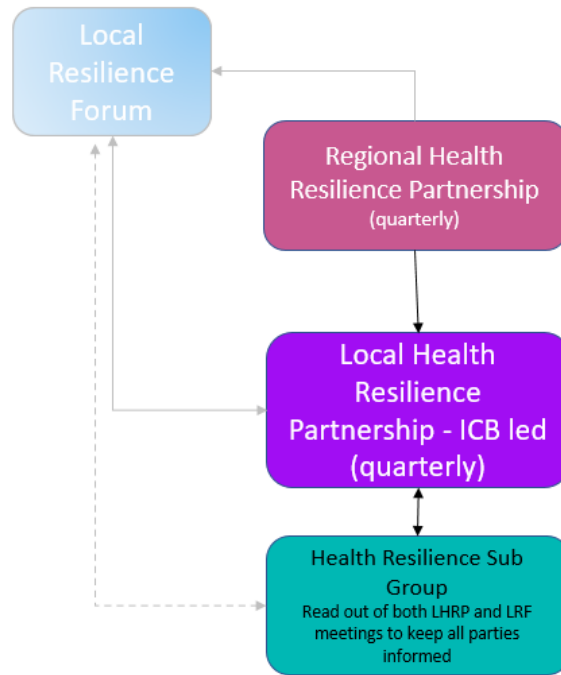 Local
Resilience
Forum
Regional Health
Resilience Partnership
(quarterly)
Local Health
Resilience
Partnership - ICB led
(quarterly)
Health Resilience Sub
Group
Read out of both LHRP and LRF
meetings to keep all parties
informed